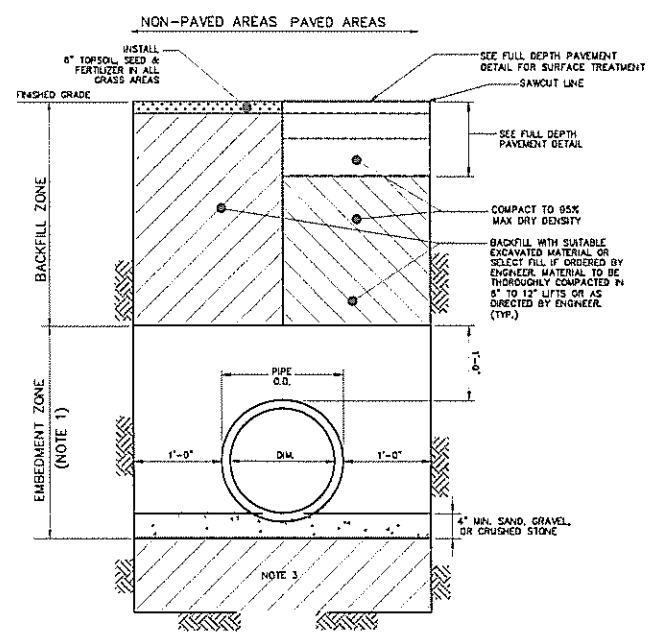 NON-PAVED AREAS PAVED AREAS
INSTALL
6" TOPSOIL, SEED &
FERTILIZER IN ALL
GRASS AREAS
SEE FULL DEPTH PAVEMENT
DETAIL FOR SURFACE TREATMENT
SAWCUT LINE
FINISHED GRADE
SEE FULL DEPTH
PAVEMENT DETAIL
BACKFILL ZONE
COMPACT TO 95%
MAX DRY DENSITY
BACKFILL WITH SUITABLE
EXCAVATED MATERIAL OR
SELECT FILL IF ORDERED BY
ENGINEER. MATERIAL TO BE
THOROUGHLY COMPACTED IN
6" TO 12" LIFTS OR AS
DIRECTED BY ENGINEER.
(TYP.)
1'-0"
PIPE
O.D.
EMBEDMENT ZONE
(NOTE 1)
1'-0"
DIM.
1'-0"
4" MIN. SAND, GRAVEL,
OR CRUSHED STONE
NOTE 3